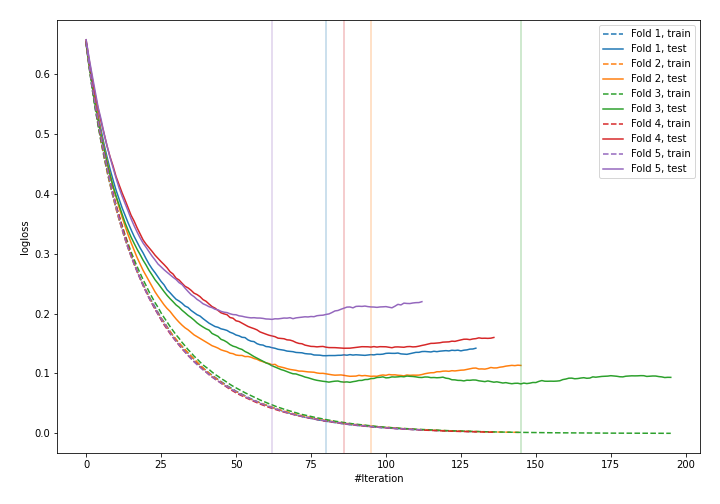 Fold 1, train
Fold 1, test
Fold 2, train
Fold 2, test
Fold 3, train
Fold 3, test
Fold 4, train
Fold 4, test
Fold 5, train
Fold 5, test
logloss
0.6
0.5
0.4
0.3
0.2
0.1
0.0
0 25 50 75 100 125 150 175 200
#Iteration